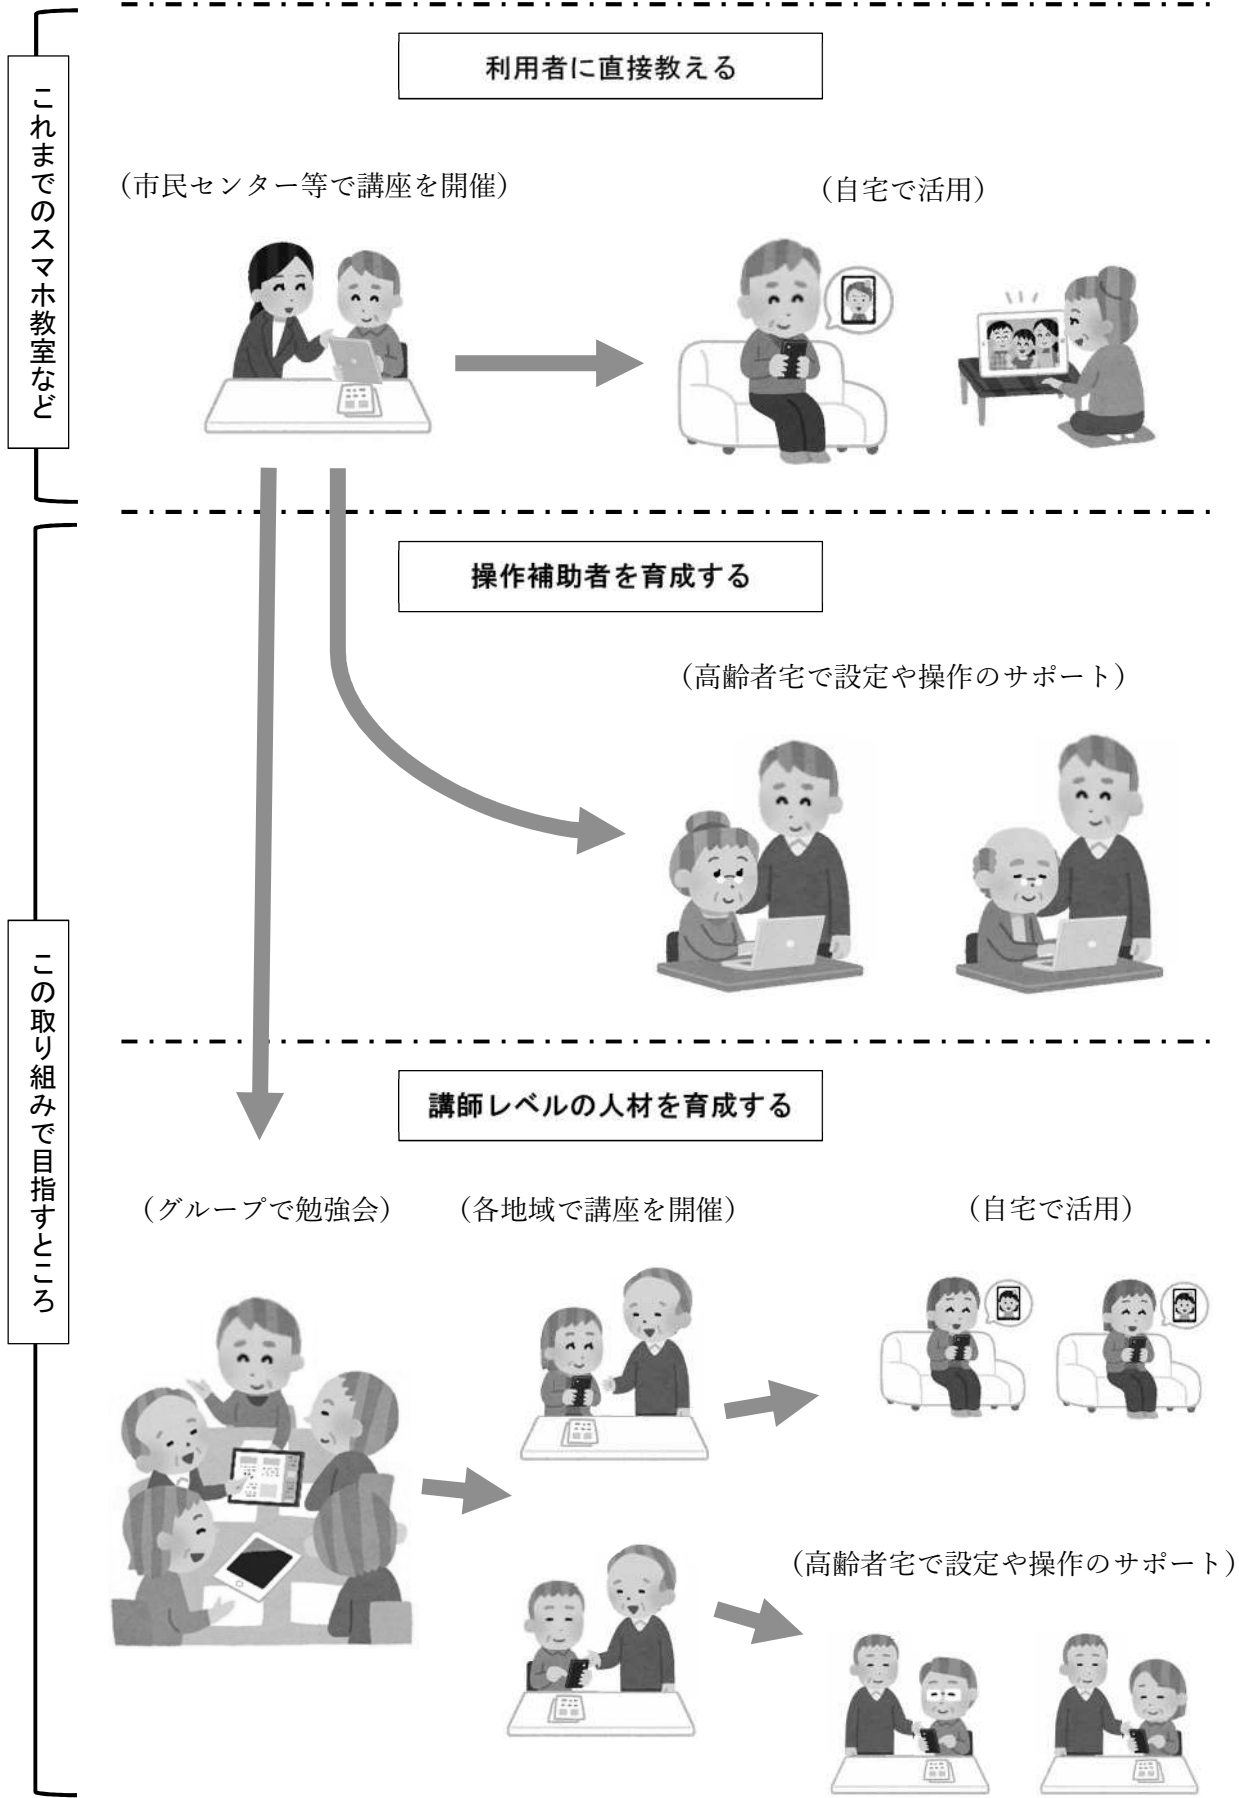 これまでのスマホ教室など
利用者に直接教える
（市民センター等で講座を開催）
（自宅で活用）
この取り組みで目指すところ
操作補助者を育成する
（高齢者宅で設定や操作のサポート）
講師レベルの人材を育成する
（グループで勉強会）
（各地域で講座を開催）
（自宅で活用）
（高齢者宅で設定や操作のサポート）